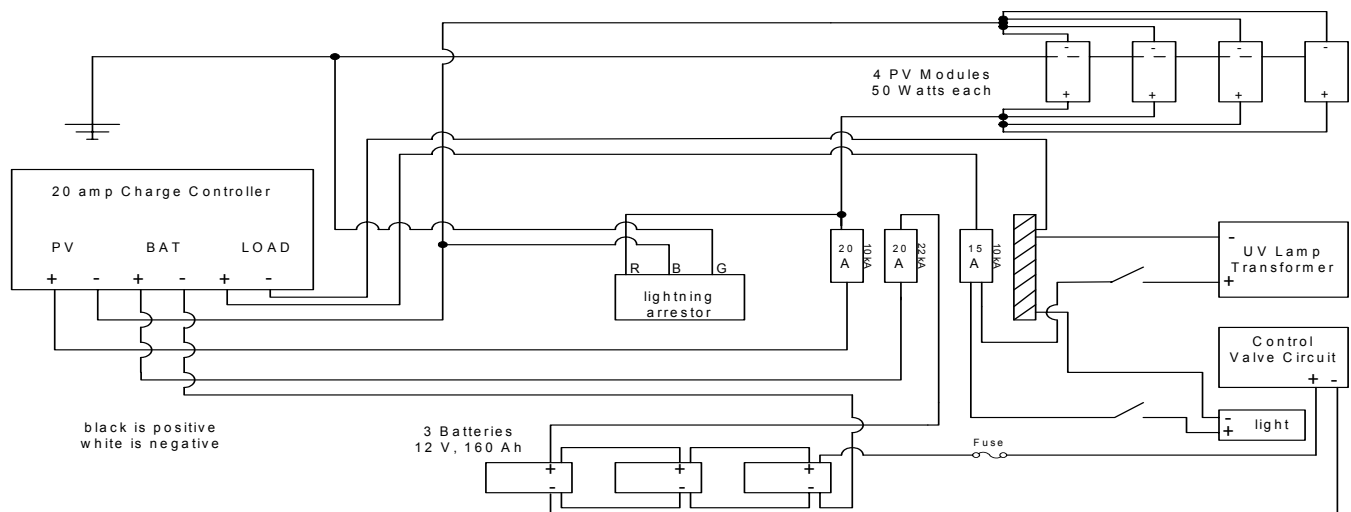 4 PV Modules
50 Watts each
- - - -
+ + + +
20 amp Charge Controller
PV BAT LOAD
+ - + - + -
R B G
lightning
arrestor
20
A
10kA
20
A
22kA
15
A
10kA
-
UV Lamp
Transformer
+
Control
Valve Circuit
+ -
-
light
+
black is positive
white is negative
3 Batteries
12 V, 160 Ah
Fuse
+ + +
- - -